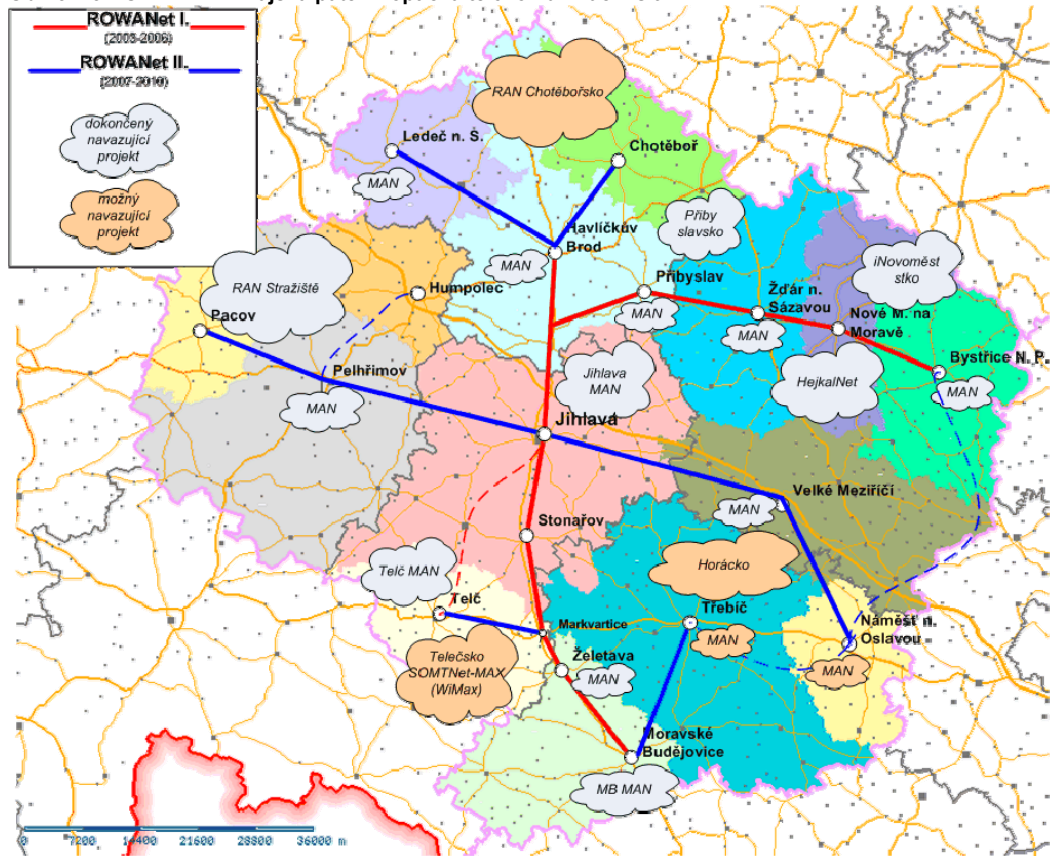 ROWANet I.
(2003-2006)
ROWANet II.
(2007-2010)
dokončený
navazující
projekt
možný
navazující
projekt
RAN Chotěbořsko
Ledeč n. S.
Chotěboř
MAN
Přiby
slavsko
Havlíčkův
Brod
MAN
iNovoměst
stko
RAN Stražiště
Humpolec
Přibyslav
MAN
Žďár n.
Sázavou
MAN
Nové M. na
Moravě
Pacov
Bystřice N. P.
MAN
Pelhřimov
MAN
Jihlava
MAN
HejkalNet
Jihlava
Velké Meziříčí
MAN
Stonařov
Horácko
Telč MAN
Telč
Třebíč
MAN
Markvartice
Náměšť n.
Oslavou
MAN
Telečsko
SOMTNet-MAX
(WiMax)
Želetava
MAN
Moravské
Budějovice
MB MAN
0 7200 14400 21600 28800 36000 m